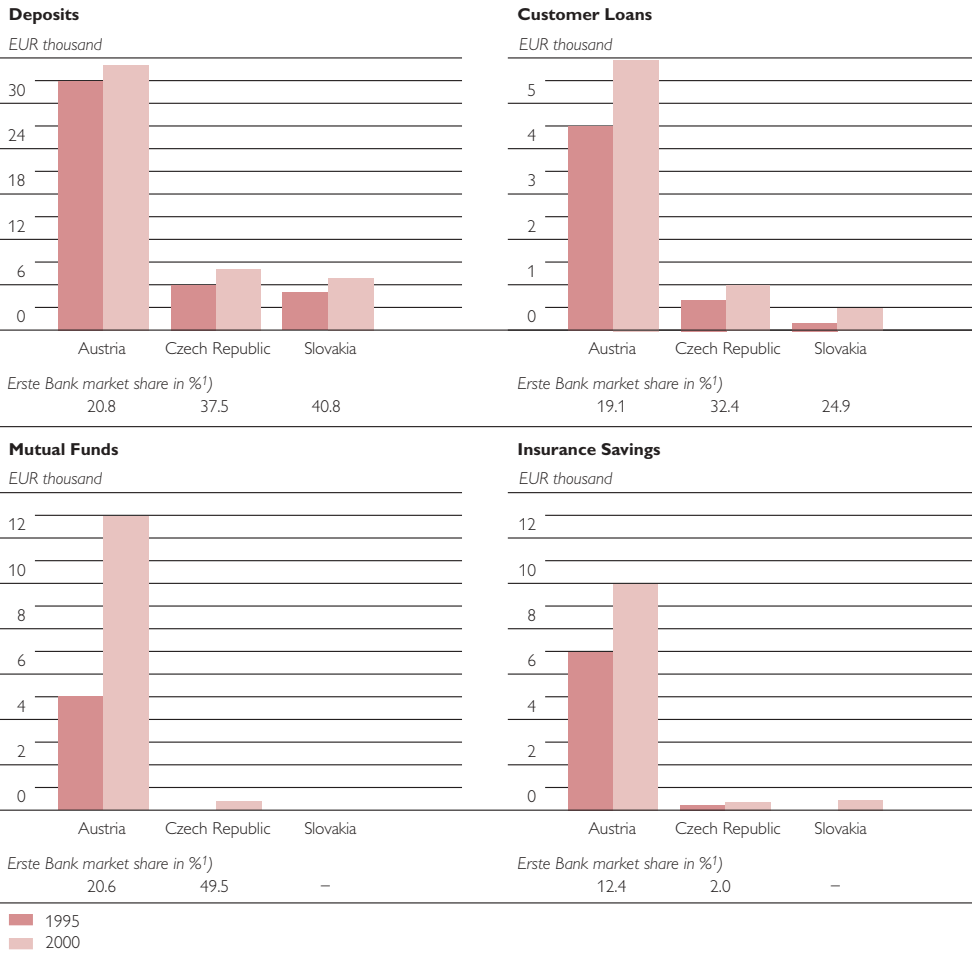 Deposits
EUR thousand
30
24
18
12
6
0
Austria Czech Republic Slovakia
Erste Bank market share in %1)
20.8 37.5 40.8
Customer Loans
EUR thousand
5
4
3
2
1
0
Austria Czech Republic Slovakia
Erste Bank market share in %1)
19.1 32.4 24.9
Mutual Funds
EUR thousand
12
10
8
6
4
2
0
Austria Czech Republic Slovakia
Erste Bank market share in %1)
20.6 49.5 –
Insurance Savings
EUR thousand
12
10
8
6
4
2
0
Austria Czech Republic Slovakia
Erste Bank market share in %1)
12.4 2.0 –
1995
2000